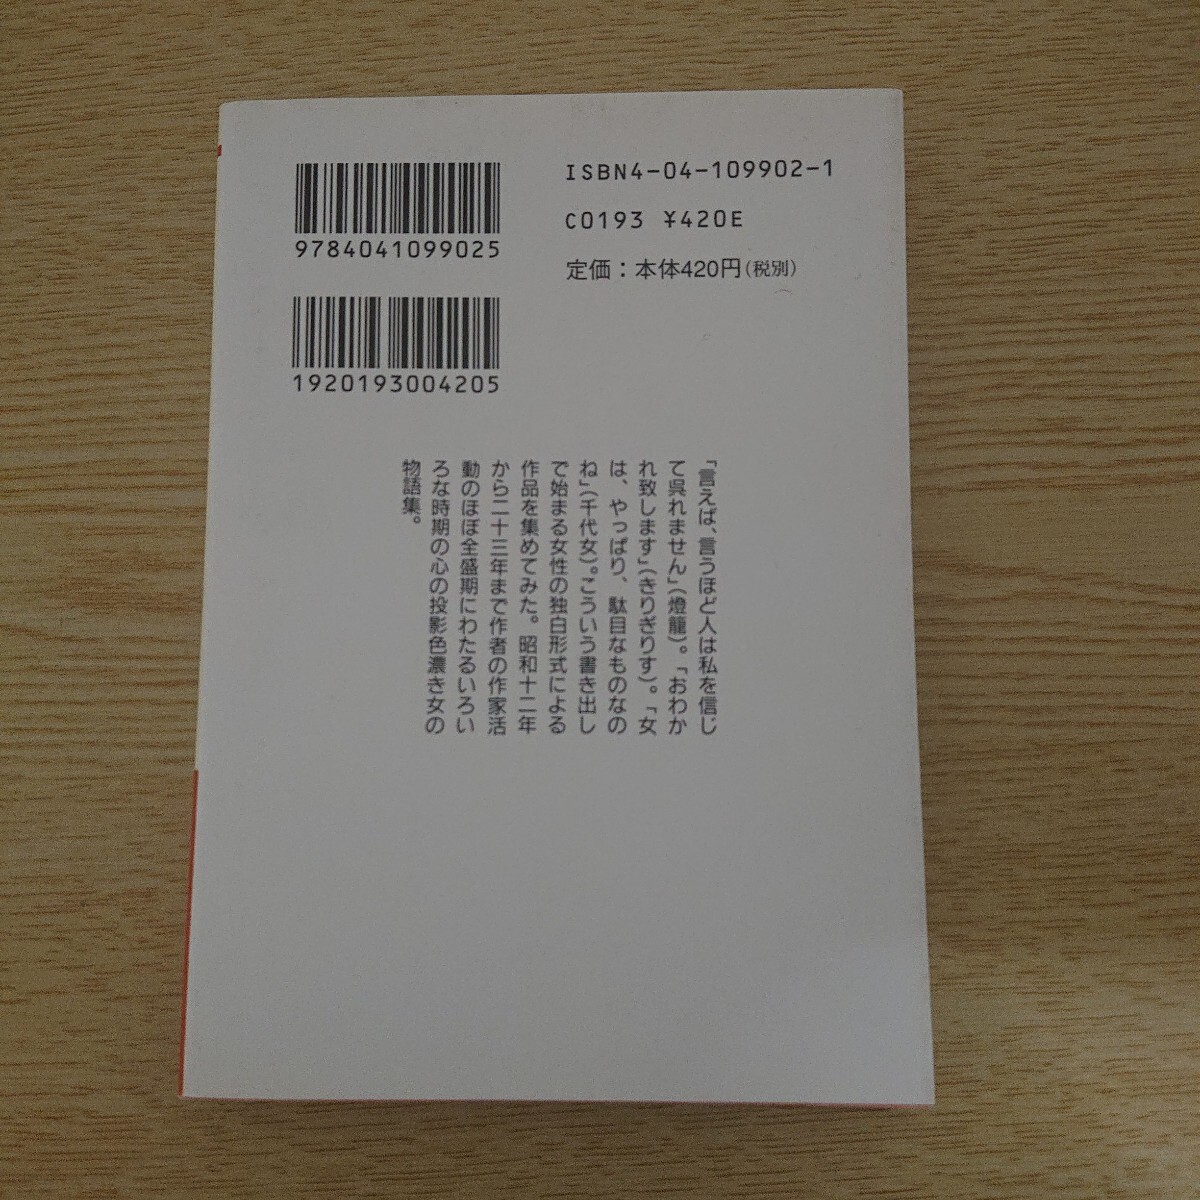 9784041099025
1920193004205
ISBN4-04-109902-1
C0193 ¥420E
定価：本体420円（税別）
「言えば、言うほど人は私を信じ
て呉れません」（燈籠）。「おわか
れ致します」（きりぎりす）。「女
は、やっぱり、駄目なものなの
ね」（千代女）。こういう書き出し
で始まる女性の独白形式による
作品を集めてみた。昭和十二年
から二十三年まで作者の作家活
動のほぼ全盛期にわたるいろい
ろな時期の心の投影色濃き女の
物語集。